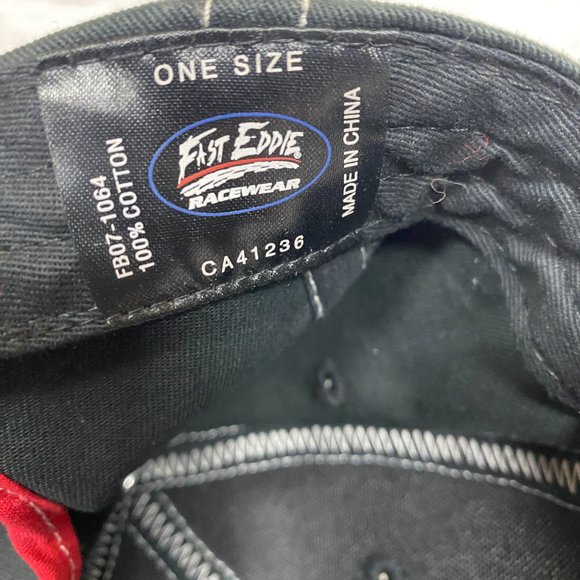 ONE SIZE
FB07-1064
100% COTTON
FAST EDDIE
RACEWEAR
MADE IN CHINA
CA41236